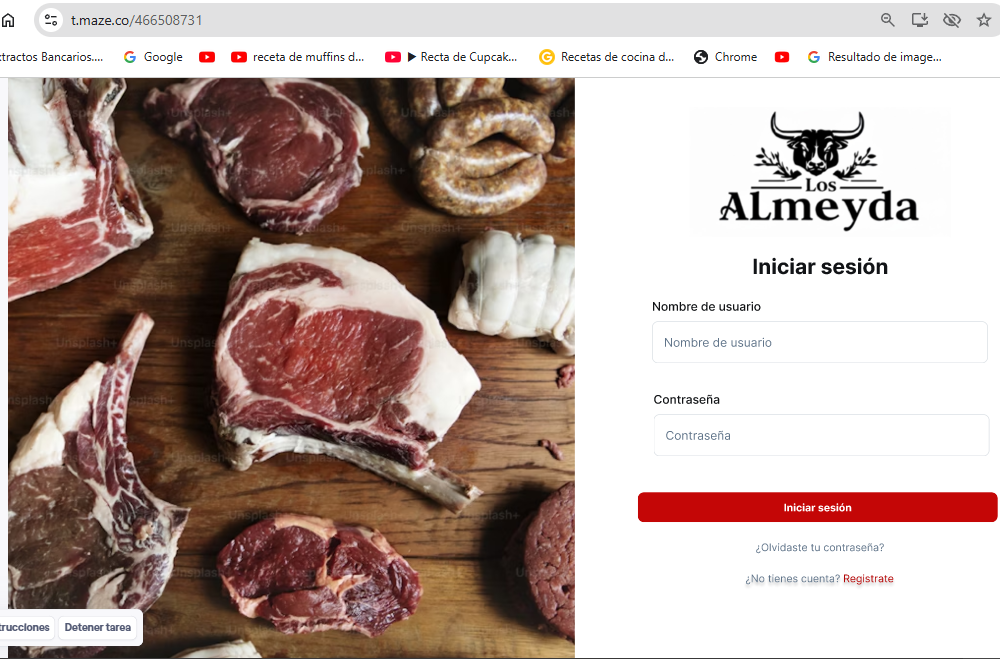 t.maze.co/466508731
xtractos Bancarios....
Google
receta de muffins d...
▶ Recta de Cupcak...
Recetas de cocina d...
Chrome
Resultado de image...
Los
ALmeyda
Iniciar sesión
Nombre de usuario
Nombre de usuario
Contraseña
Contraseña
Iniciar sesión
¿Olvidaste tu contraseña?
¿No tienes cuenta? Registrate
trucciones
Detener tarea
Unsplash+